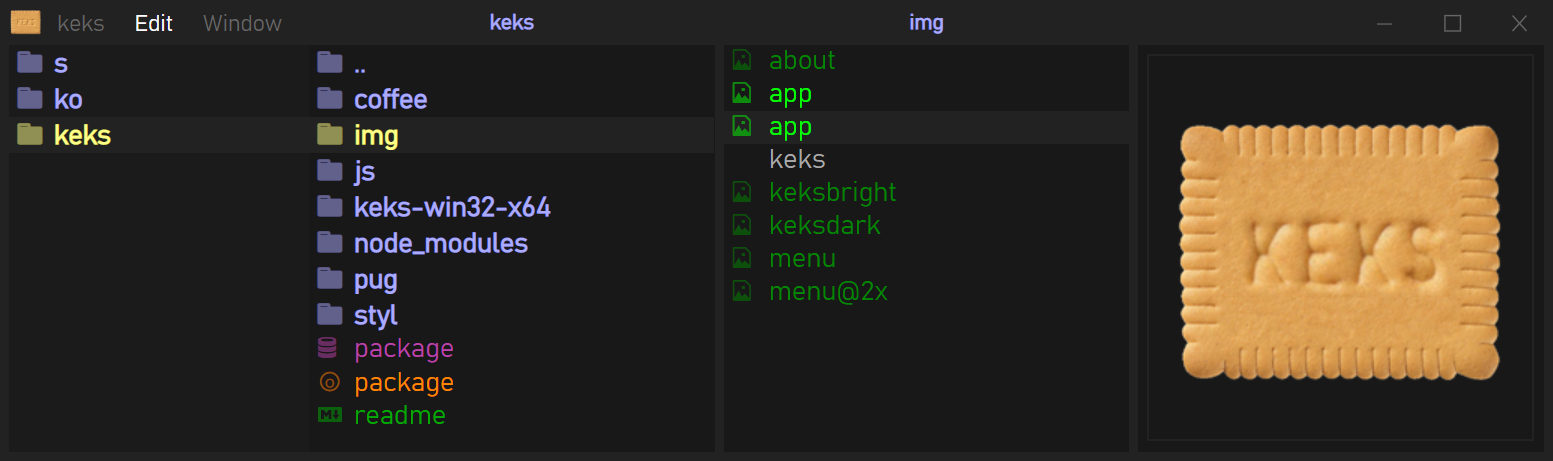 keks Edit Window keks img
s
ko
keks
..
coffee
img
js
keks-win32-x64
node_modules
pug
styl
package
package
readme
about
app
app
keks
keksbright
keksdark
menu
menu@2x
KEKS